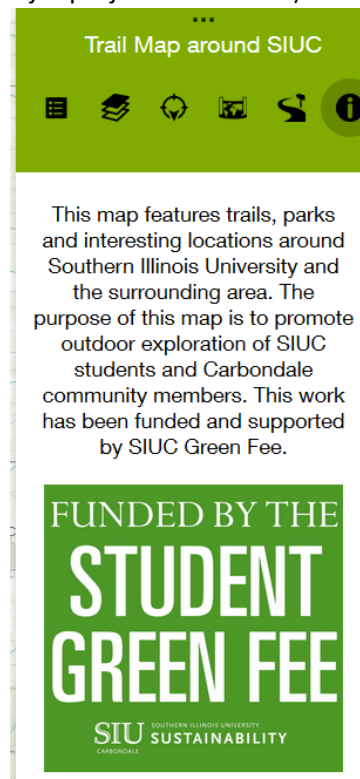 Trail Map around SIUC
This map features trails, parks
and interesting locations around
Southern Illinois University and
the surrounding area. The
purpose of this map is to promote
outdoor exploration of SIUC
students and Carbondale
community members. This work
has been funded and supported
by SIUC Green Fee.
FUNDED BY THE
STUDENT
GREEN FEE
SIU SOUTHERN ILLINOIS UNIVERSITY
CARBONDALE SUSTAINABILITY